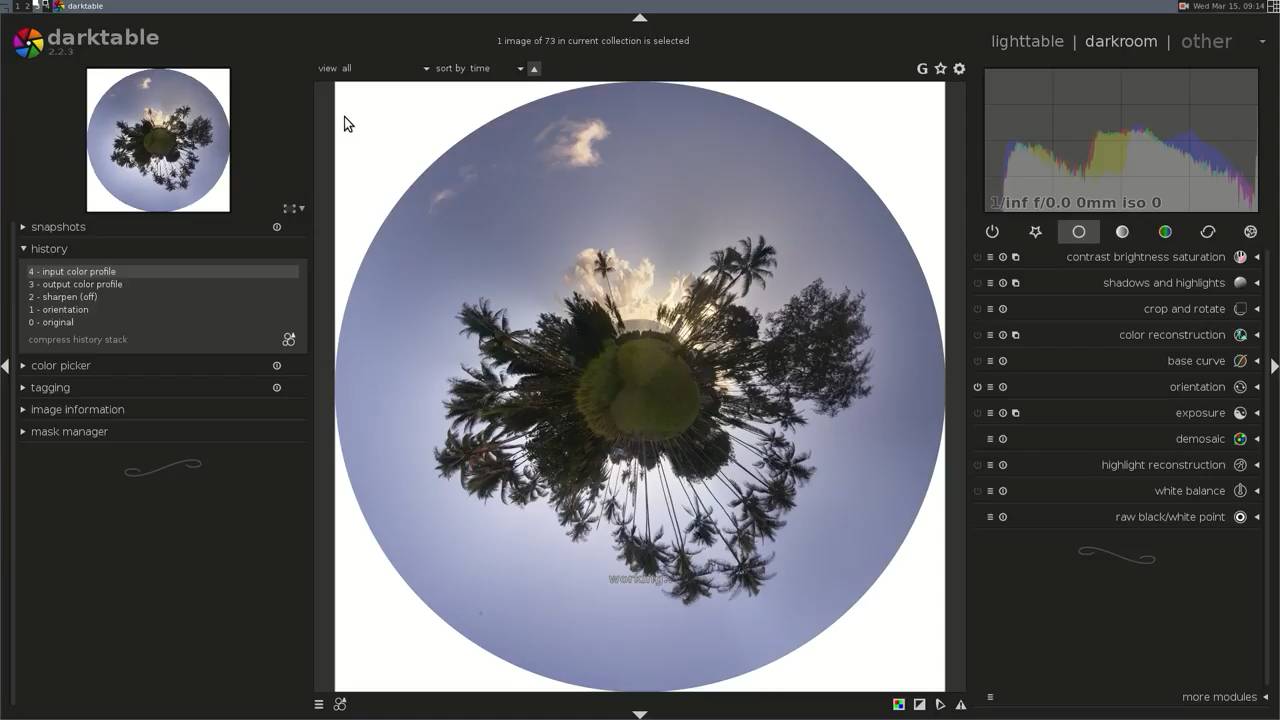 1 2 3 4 darktable
Wed Mar 15, 09:14
darktable
2.2.3
1 image of 73 in current collection is selected
lighttable | darkroom | other
view all sort by time
G
1/inf f/0.0 0mm iso 0
snapshots
history
4 - input color profile
3 - output color profile
2 - sharpen (off)
1 - orientation
0 - original
compress history stack
color picker
tagging
image information
mask manager
contrast brightness saturation
shadows and highlights
crop and rotate
color reconstruction
base curve
orientation
exposure
demosaic
highlight reconstruction
white balance
raw black/white point
working..
more modules